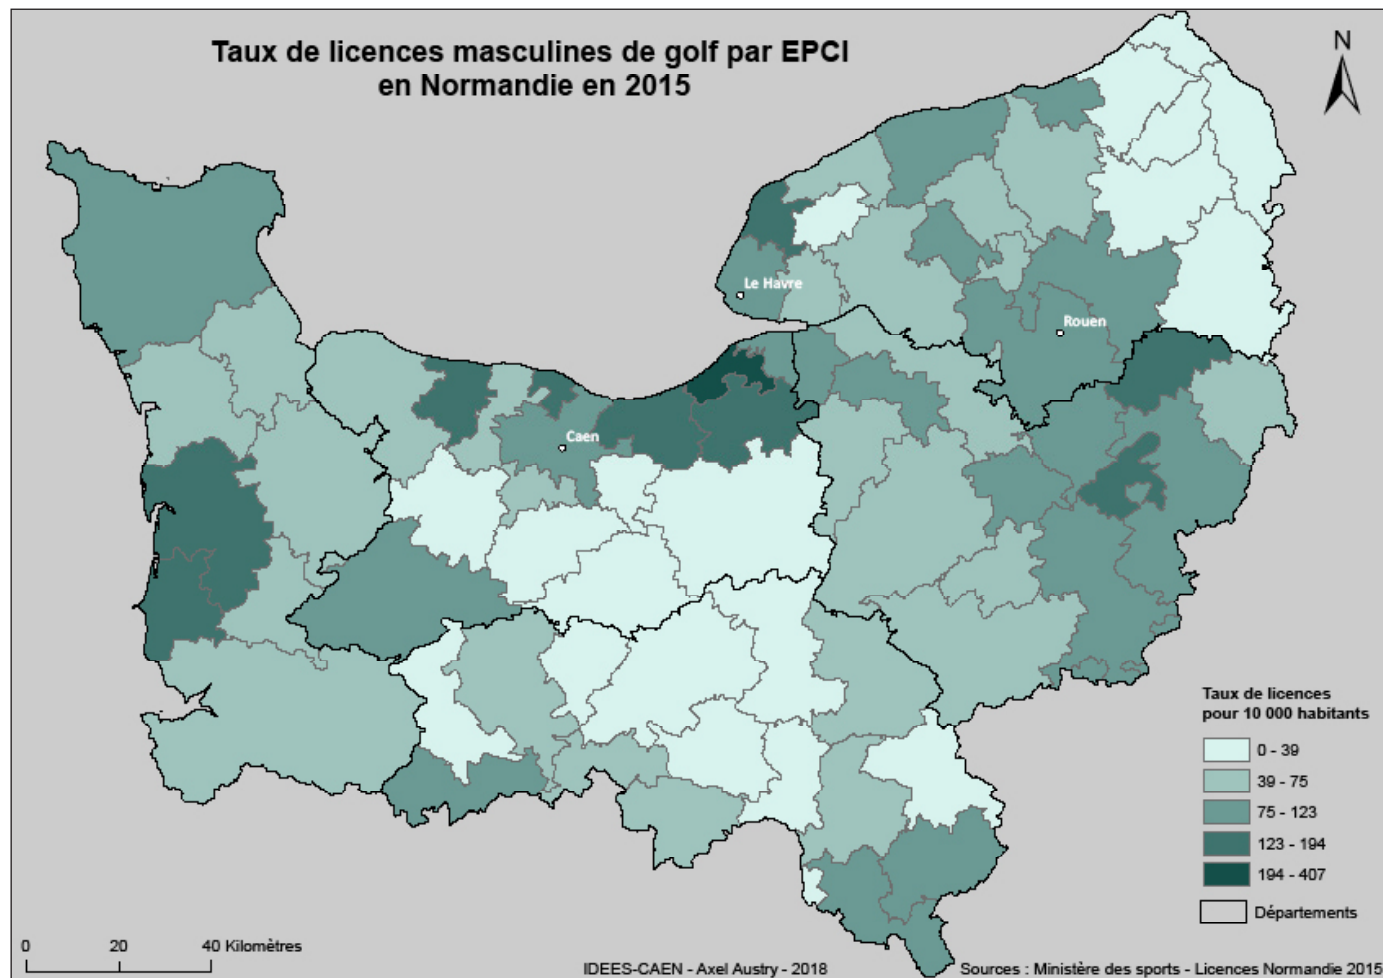 Taux de licences masculines de golf par EPCI
en Normandie en 2015
N
Le Havre
Rouen
Caen
Taux de licences
pour 10 000 habitants
0 - 39
39 - 75
75 - 123
123 - 194
194 - 407
Départements
0 20 40 Kilomètres
IDEES-CAEN - Axel Austry - 2018
Sources : Ministère des sports - Licences Normandie 2015